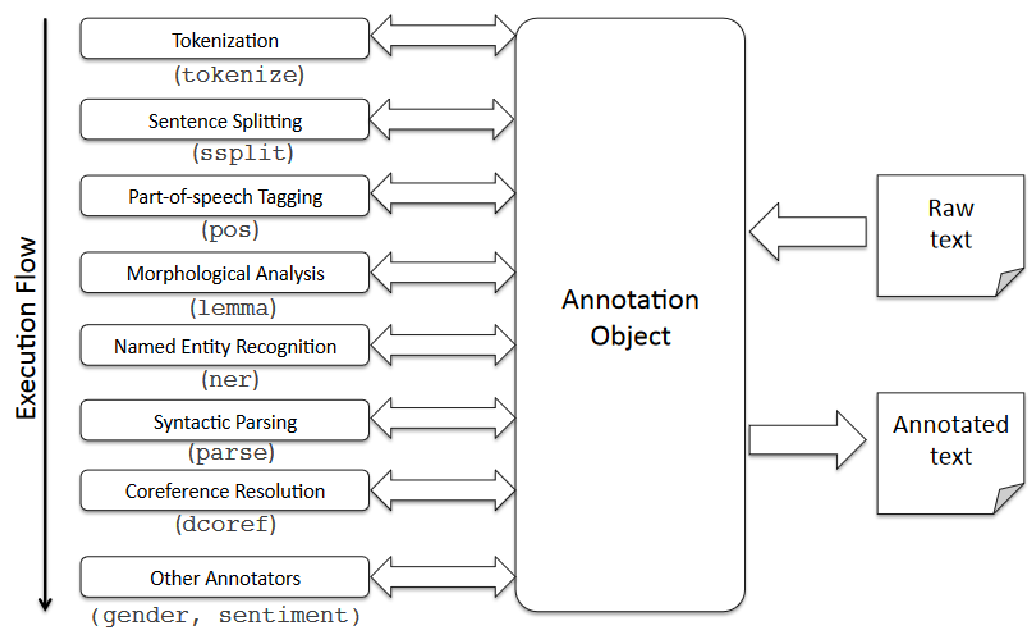 Execution Flow
Tokenization
(tokenize)
Sentence Splitting
(ssplit)
Part-of-speech Tagging
(pos)
Morphological Analysis
(lemma)
Named Entity Recognition
(ner)
Syntactic Parsing
(parse)
Coreference Resolution
(dcoref)
Other Annotators
(gender, sentiment)
Annotation
Object
Raw
text
Annotated
text